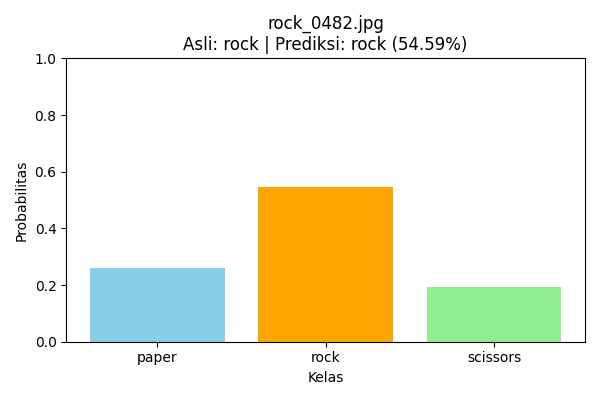 rock_0482.jpg
Asli: rock | Prediksi: rock (54.59%)
1.0
0.8
0.6
0.4
0.2
0.0
Probabilitas
paper
rock
scissors
Kelas